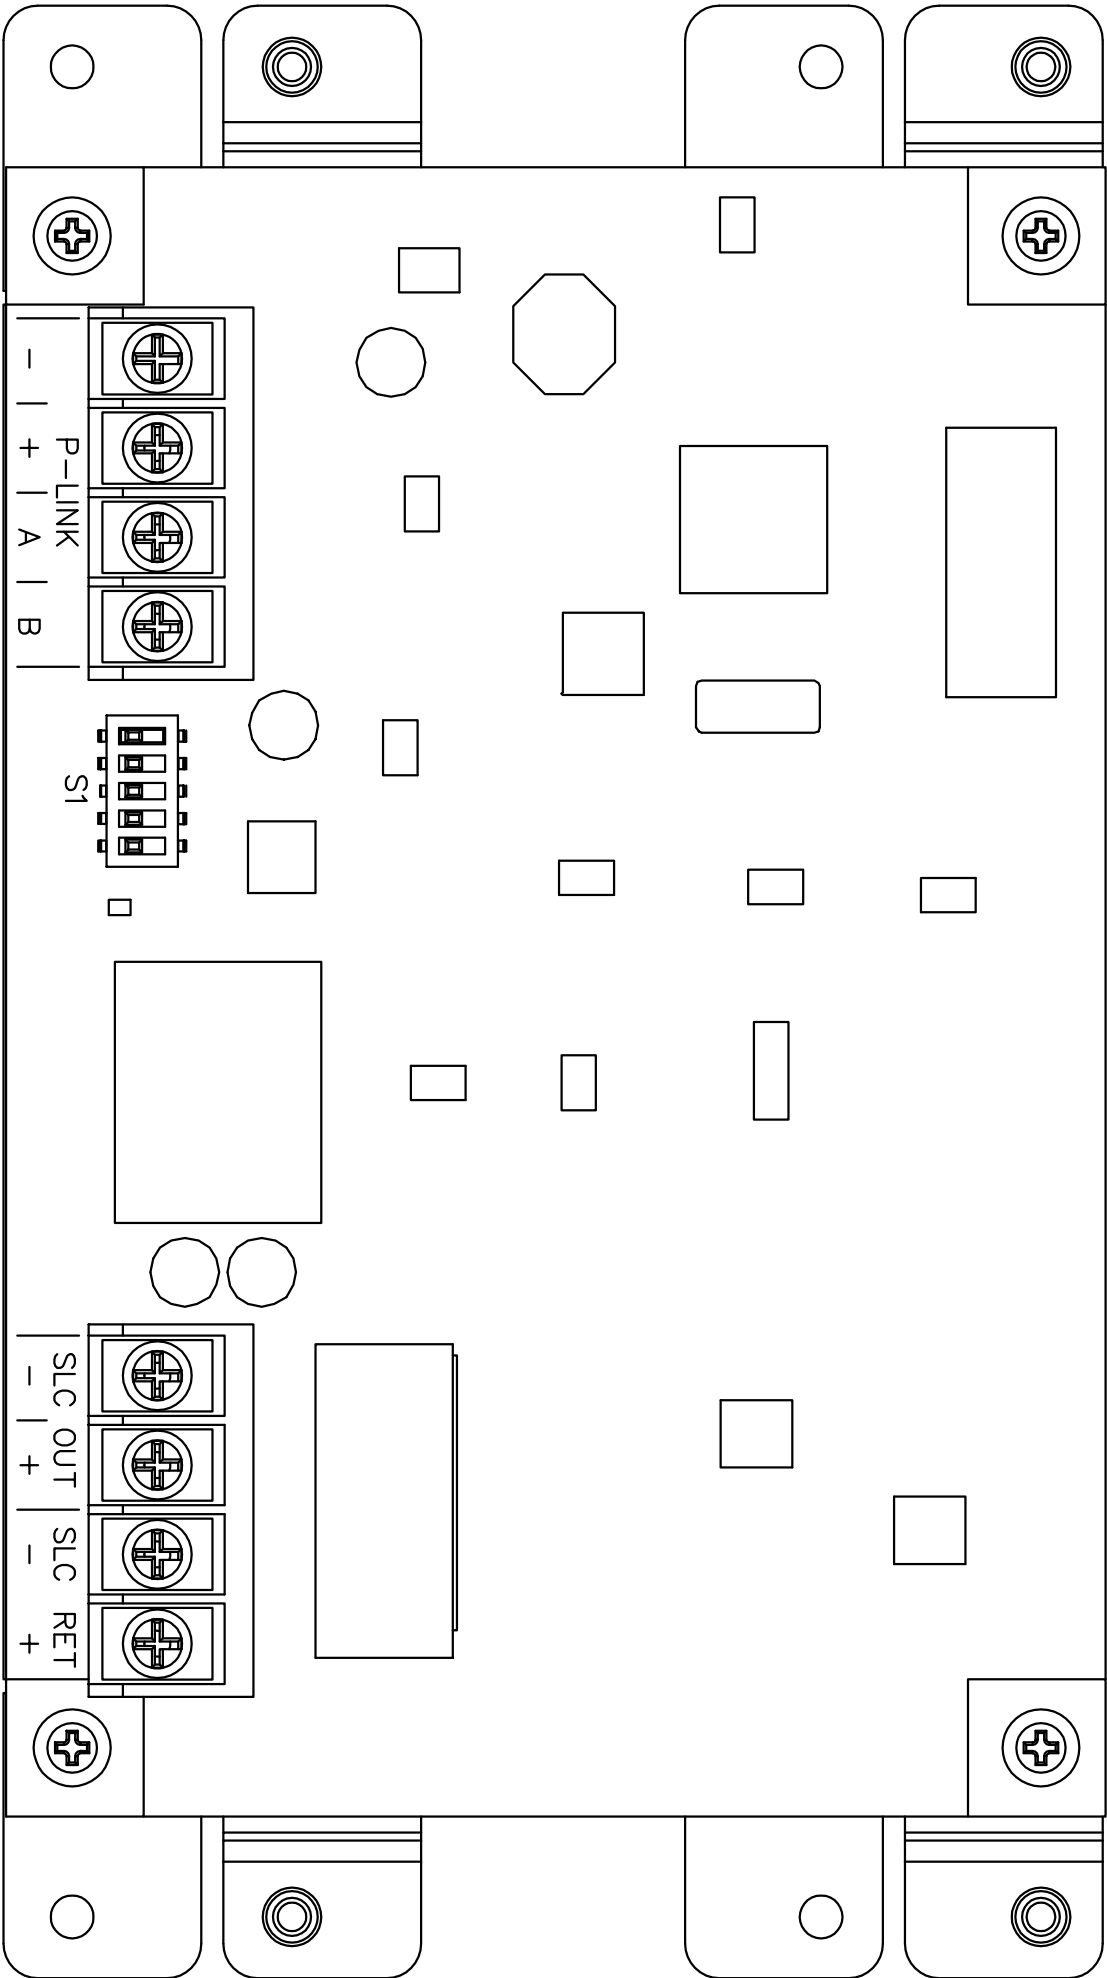 P-LINK
- + A B
S1
SLC OUT SLC RET
- + - +